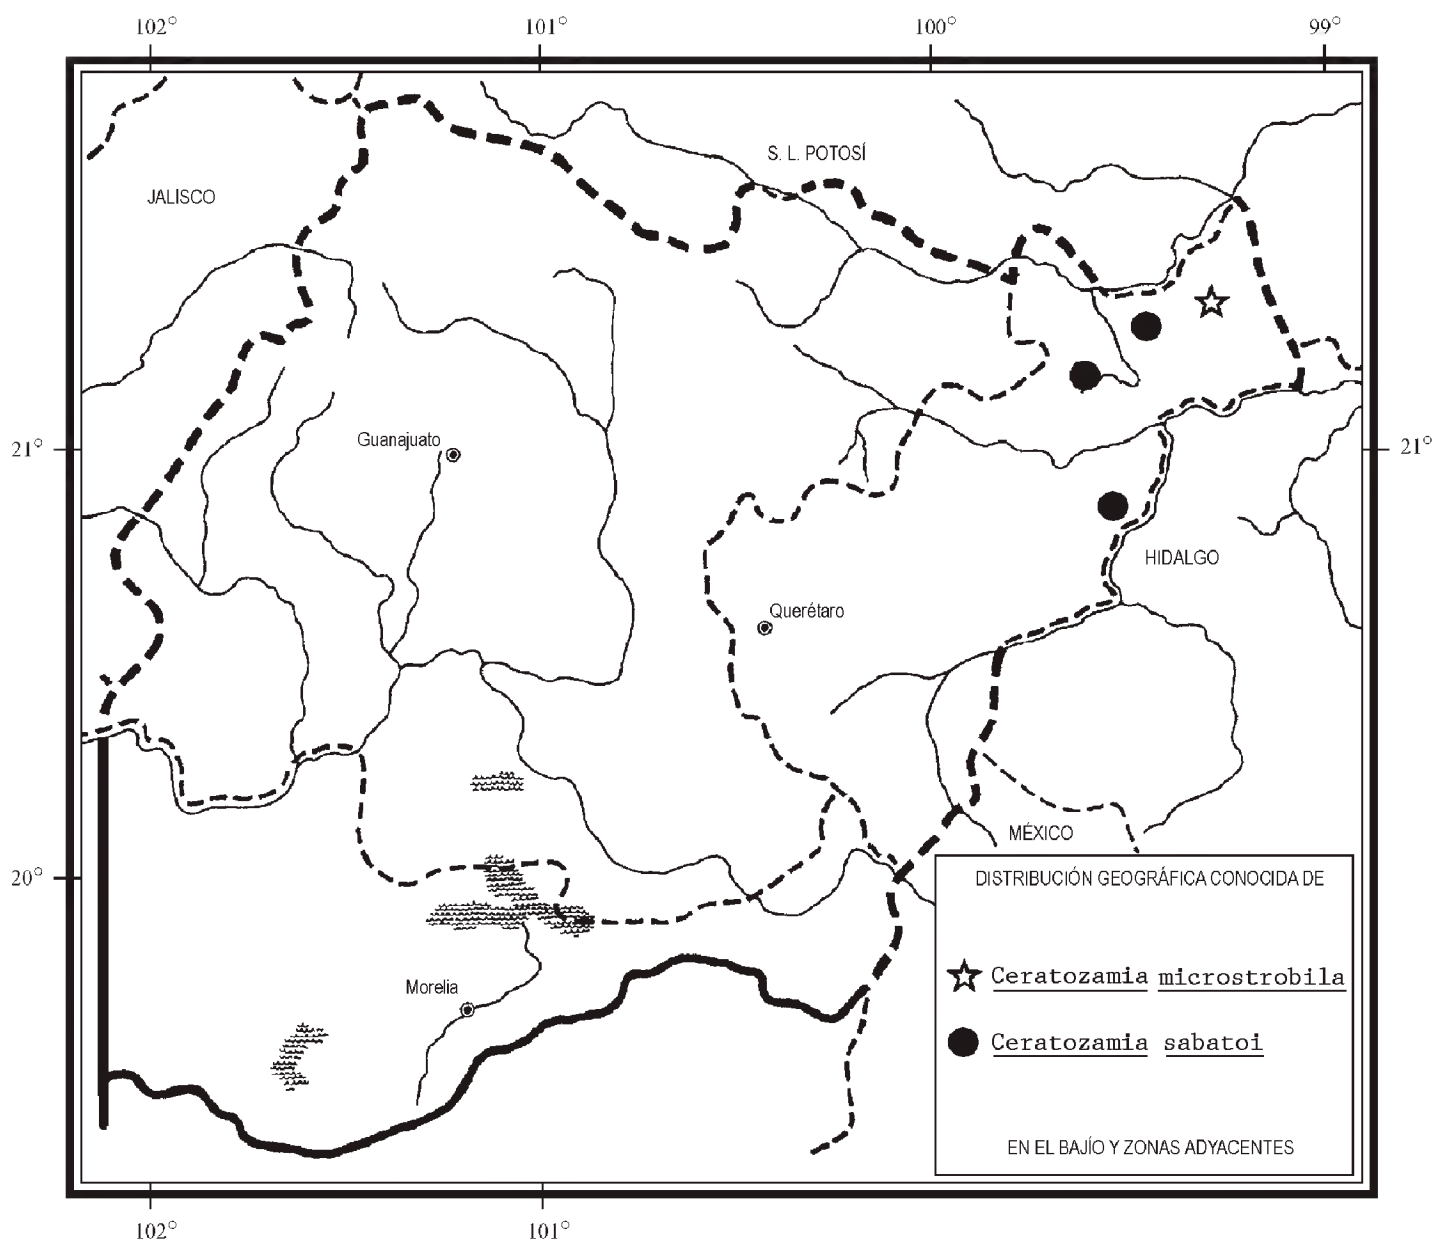 102° 101° 100° 99°
S. L. POTOSÍ
JALISCO
Guanajuato
21° 21°
HIDALGO
Querétaro
MÉXICO
20°
DISTRIBUCIÓN GEOGRÁFICA CONOCIDA DE
Ceratozamia microstrobila
Morelia
Ceratozamia sabatoi
EN EL BAJÍO Y ZONAS ADYACENTES
102° 101°